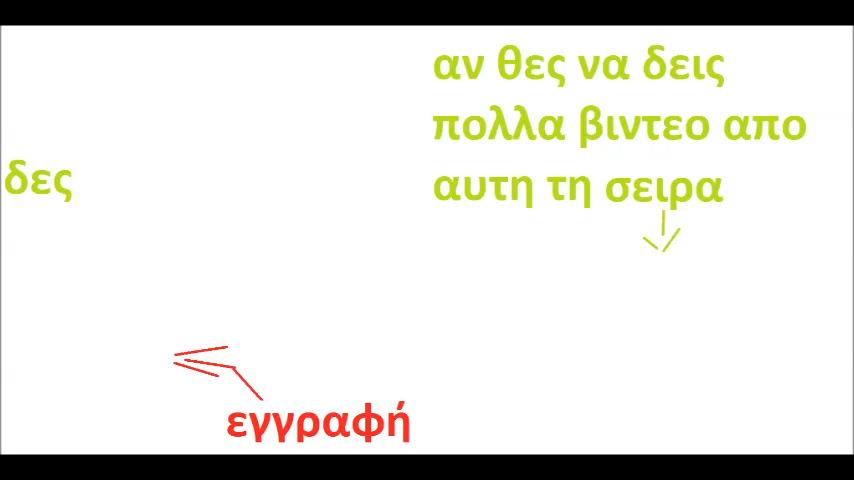 αν θες να δεις
πολλα βιντεο απο
αυτη τη σειρα
δες
εγγραφή